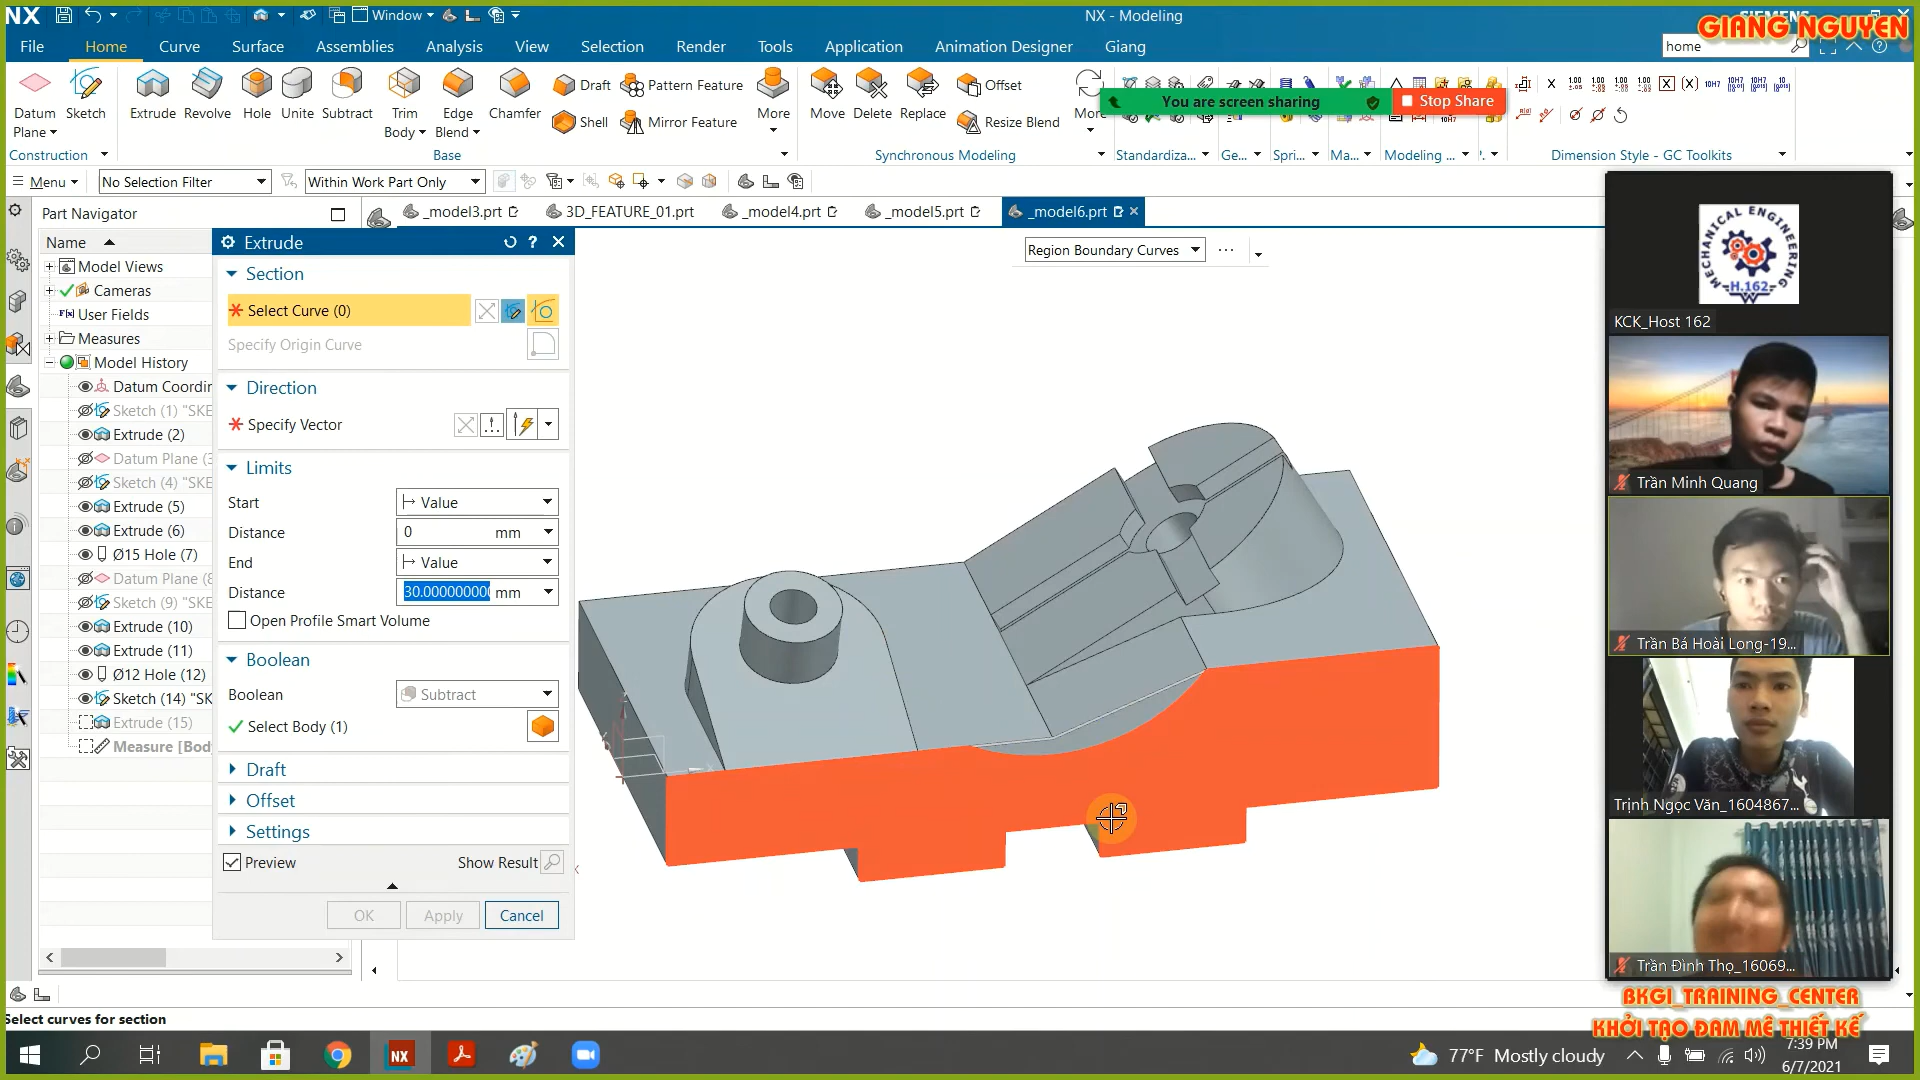 NX
Window
NX - Modeling
SIEMENS
GIANG NGUYEN
File
Home
Curve
Surface
Assemblies
Analysis
View
Selection
Render
Tools
Application
Animation Designer
Giang
home
Datum Plane
Sketch
Extrude
Revolve
Hole
Unite
Subtract
Trim Body
Edge Blend
Chamfer
Draft
Shell
Pattern Feature
Mirror Feature
More
Move
Delete
Replace
Offset
Resize Blend
More
You are screen sharing
Stop Share
Construction
Base
Synchronous Modeling
Standardiza...
Ge...
Spri...
Ma...
Modeling ...
Dimension Style - GC Toolkits
Menu
No Selection Filter
Within Work Part Only
Part Navigator
_model3.prt
3D_FEATURE_01.prt
_model4.prt
_model5.prt
_model6.prt
Name
Model Views
Cameras
User Fields
Measures
Model History
Datum Coordin
Sketch (1) "SKE
Extrude (2)
Datum Plane (3
Sketch (4) "SKE
Extrude (5)
Extrude (6)
Ø15 Hole (7)
Datum Plane (8
Sketch (9) "SKE
Extrude (10)
Extrude (11)
Ø12 Hole (12)
Sketch (14) "SK
Extrude (15)
Measure [Body
Extrude
Section
Select Curve (0)
Specify Origin Curve
Direction
Specify Vector
Limits
Start
Value
Distance
0 mm
End
Value
Distance
30.000000000 mm
Open Profile Smart Volume
Boolean
Boolean
Subtract
Select Body (1)
Draft
Offset
Settings
Preview
Show Result
OK
Apply
Cancel
Region Boundary Curves
MECHANICAL ENGINEERING
H.162
KCK_Host 162
Trần Minh Quang
Trần Bá Hoài Long-19...
Trịnh Ngọc Văn_1604867...
Trần Đình Thọ_16069...
BKGI_TRAINING_CENTER
KHỞI TẠO ĐAM MÊ THIẾT KẾ
Select curves for section
NX
77°F Mostly cloudy
7:39 PM
6/7/2021